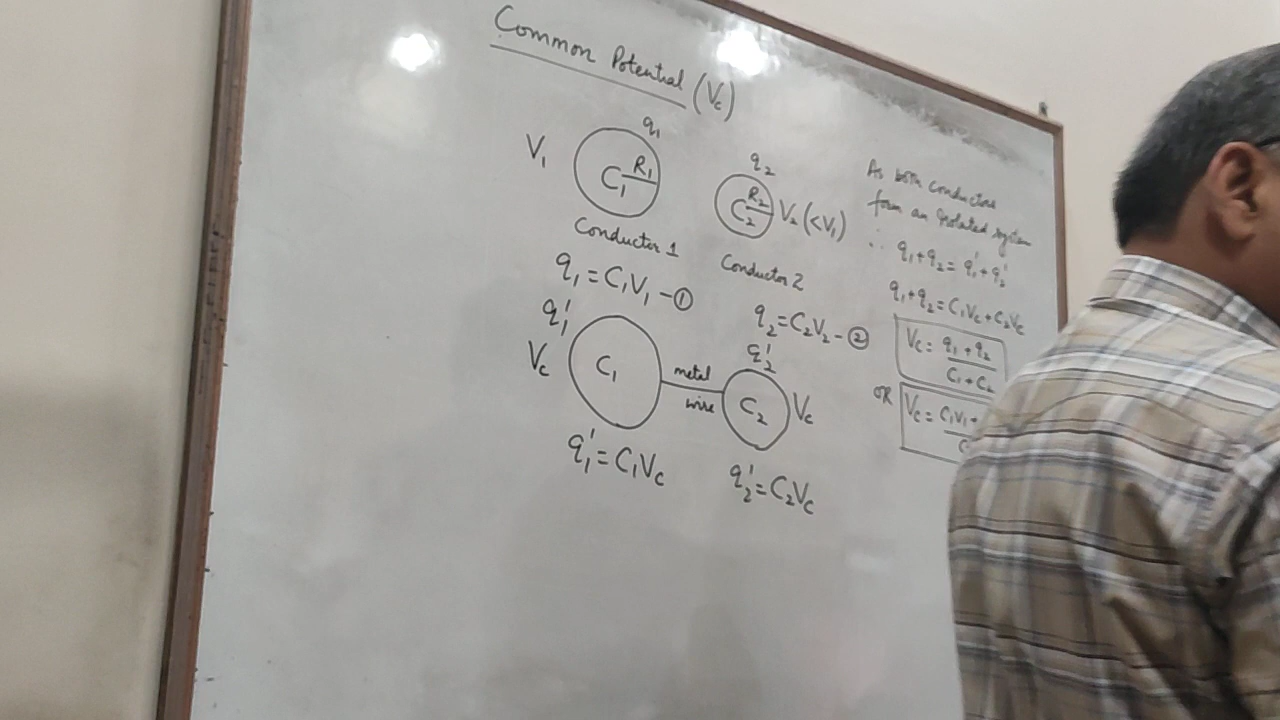 Common Potential (Vc)
V₁
q₁
C₁ R₁
Conductor 1
q₁ = C₁V₁ - ①
q₂
C₂ R₂
V₂ (<V₁)
Conductor 2
q₂ = C₂V₂ - ②
q₁'
Vc
C₁
metal
wire
q₂'
C₂
Vc
q₁' = C₁Vc
q₂' = C₂Vc
As both conductors
form an isolated system
∴ q₁+q₂ = q₁'+q₂'
q₁+q₂ = C₁Vc + C₂Vc
Vc = q₁+q₂
C₁+C₂
OR
Vc = C₁V₁+
C